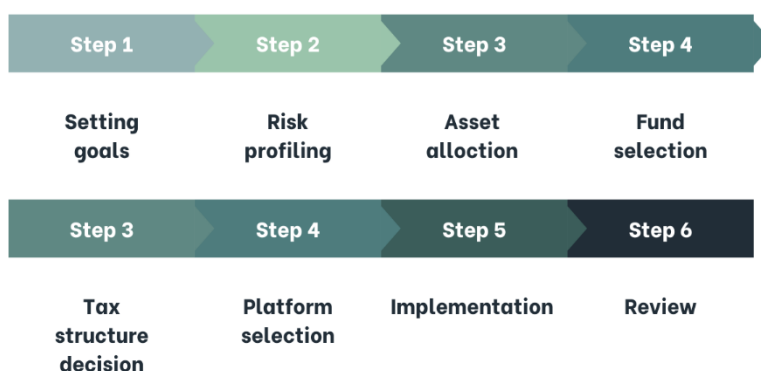 Step 1 Step 2 Step 3 Step 4
Setting Risk Asset Fund
goals profiling alloction selection
Step 3 Step 4 Step 5 Step 6
Tax Platform Implementation Review
structure selection
decision